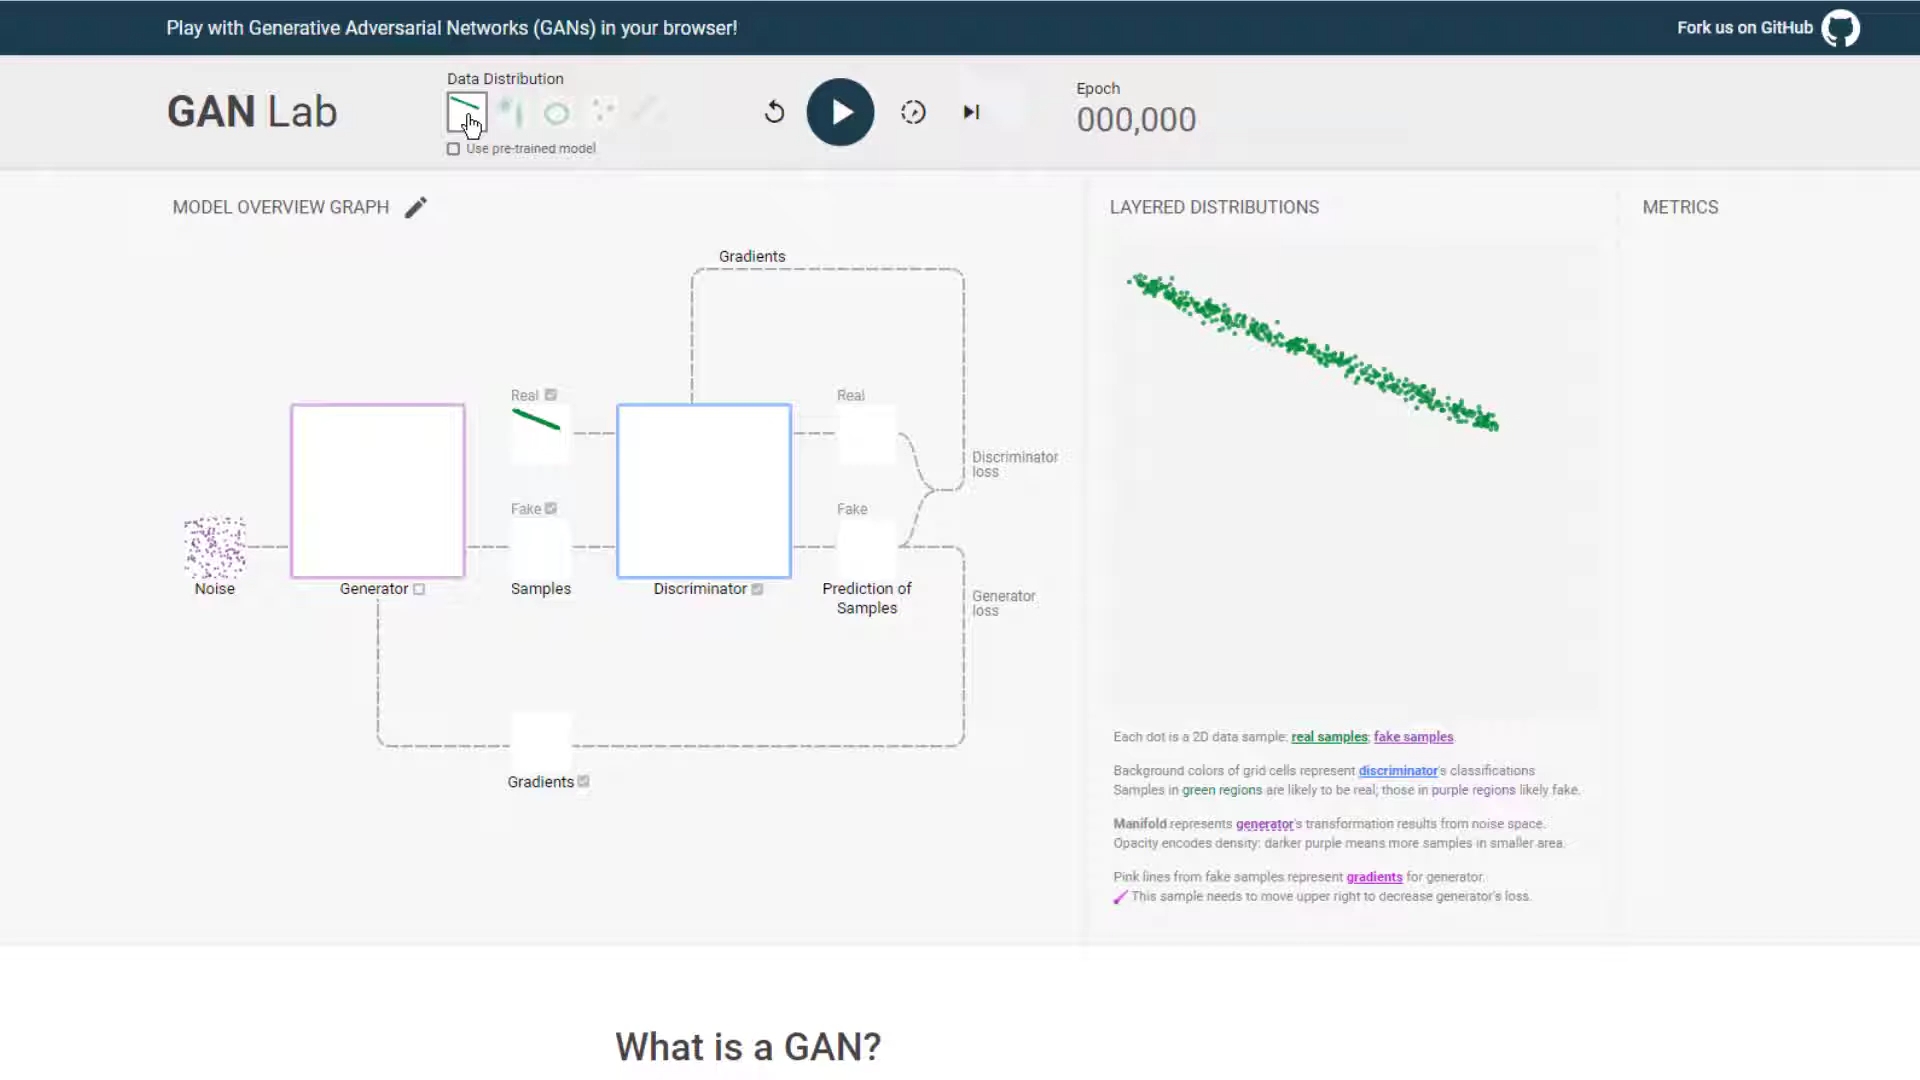 Play with Generative Adversarial Networks (GANs) in your browser!
Fork us on GitHub
GAN Lab
Data Distribution
Use pre-trained model
Epoch
000,000
MODEL OVERVIEW GRAPH
LAYERED DISTRIBUTIONS
METRICS
Gradients
Real
Real
Discriminator
loss
Fake
Fake
Noise
Generator
Samples
Discriminator
Prediction of
Samples
Generator
loss
Gradients
Each dot is a 2D data sample: real samples; fake samples.
Background colors of grid cells represent discriminator's classifications.
Samples in green regions are likely to be real; those in purple regions likely fake.
Manifold represents generator's transformation results from noise space.
Opacity encodes density: darker purple means more samples in smaller area.
Pink lines from fake samples represent gradients for generator.
This sample needs to move upper right to decrease generator's loss.
What is a GAN?